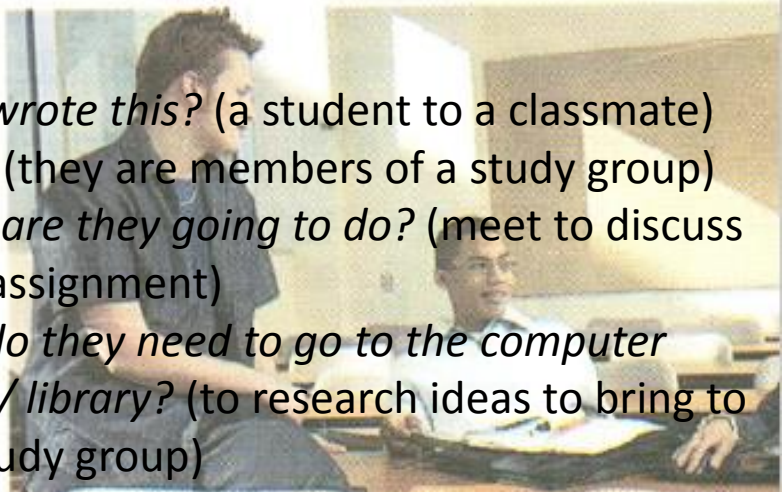 wrote this? (a student to a classmate)
(they are members of a study group)
are they going to do? (meet to discuss
assignment)
do they need to go to the computer
/ library? (to research ideas to bring to
udy group)